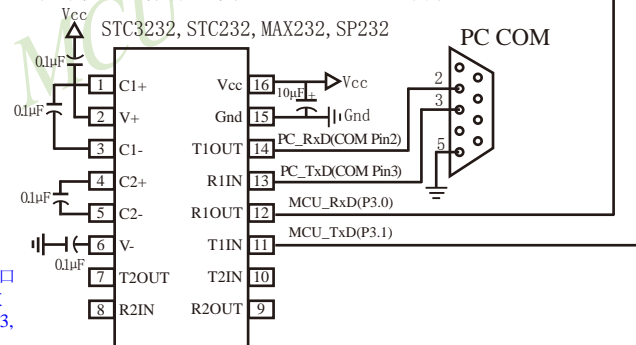 MCU
Vcc
STC3232, STC232, MAX232, SP232
PC COM
0.1μF
0.1μF
1 C1+
Vcc 16
Vcc
10μF +
2 V+
Gnd 15
Gnd
3 C1-
T1OUT 14
PC_RxD(COM Pin2)
4 C2+
R1IN 13
PC_TxD(COM Pin3)
0.1μF
5 C2-
R1OUT 12
MCU_RxD(P3.0)
6 V-
T1IN 11
MCU_TxD(P3.1)
0.1μF
7 T2OUT
T2IN 10
8 R2IN
R2OUT 9
2
3
5
口
3,